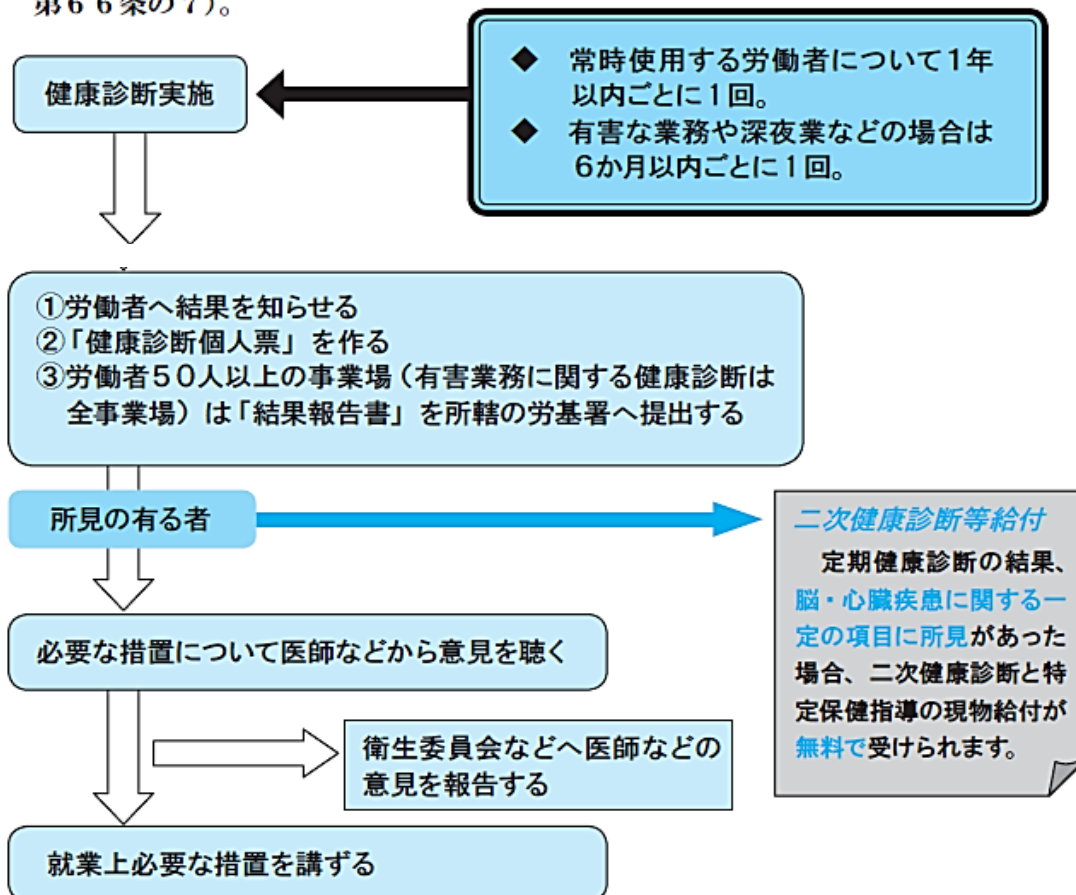 第66条の7)。
健康診断実施
◆ 常時使用する労働者について1年
以内ごとに1回。
◆ 有害な業務や深夜業などの場合は
6か月以内ごとに1回。
①労働者へ結果を知らせる
②「健康診断個人票」を作る
③労働者50人以上の事業場(有害業務に関する健康診断は
全事業場)は「結果報告書」を所轄の労基署へ提出する
所見の有る者
二次健康診断等給付
定期健康診断の結果、
脳・心臓疾患に関する一
定の項目に所見があった
場合、二次健康診断と特
定保健指導の現物給付が
無料で受けられます。
必要な措置について医師などから意見を聴く
衛生委員会などへ医師などの
意見を報告する
就業上必要な措置を講ずる